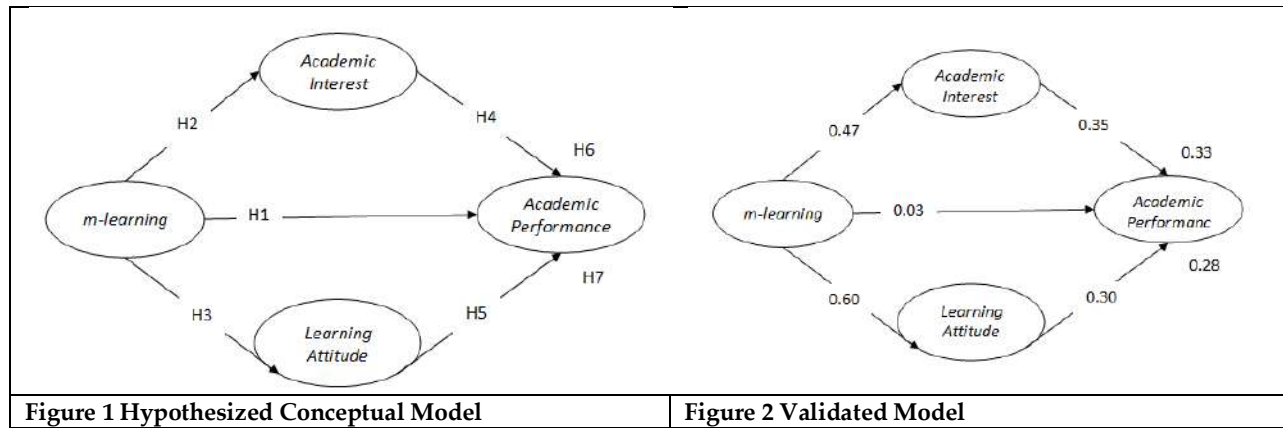 Academic
Interest
H2
H4
H6
m-learning
H1
Academic
Performance
H7
H3
H5
Learning
Attitude
Figure 1 Hypothesized Conceptual Model
Academic
Interest
0.47
0.35
0.33
m-learning
0.03
Academic
Performanc
0.28
0.60
0.30
Learning
Attitude
Figure 2 Validated Model